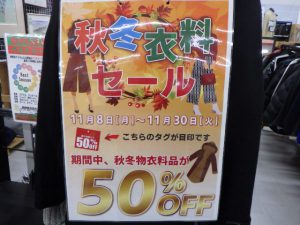 秋冬衣料
セール
11月8日[月]～11月30日[火]
50%
OFF
こちらのタグが目印です
期間中、秋冬物衣料品が
50%OFF